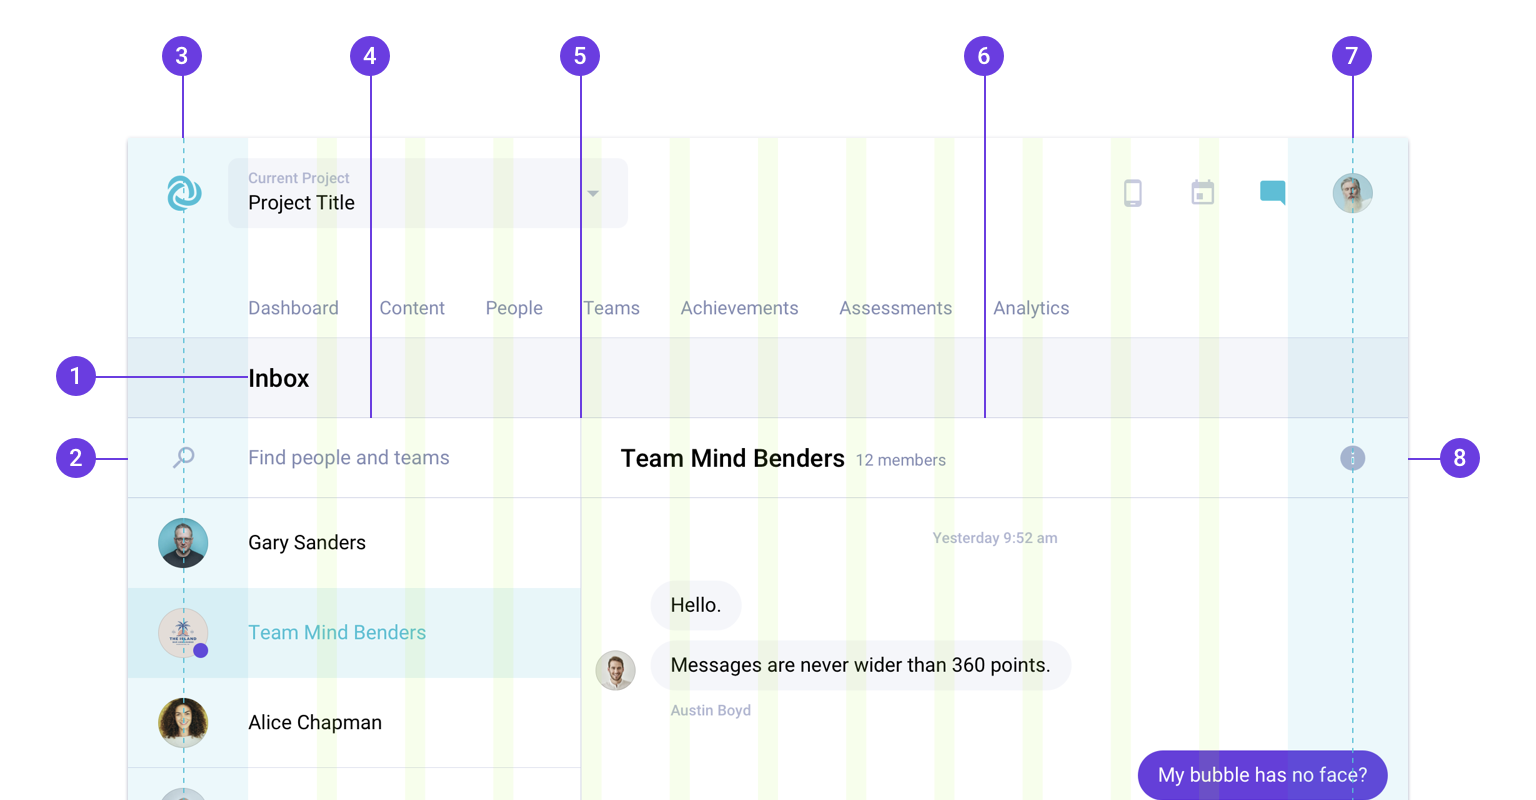 3 4 5 6 7
Current Project
Project Title
Dashboard Content People Teams Achievements Assessments Analytics
1 Inbox
2 Find people and teams Team Mind Benders 12 members 8
Gary Sanders
Yesterday 9:52 am
Hello.
Team Mind Benders
Messages are never wider than 360 points.
Austin Boyd
Alice Chapman
My bubble has no face?